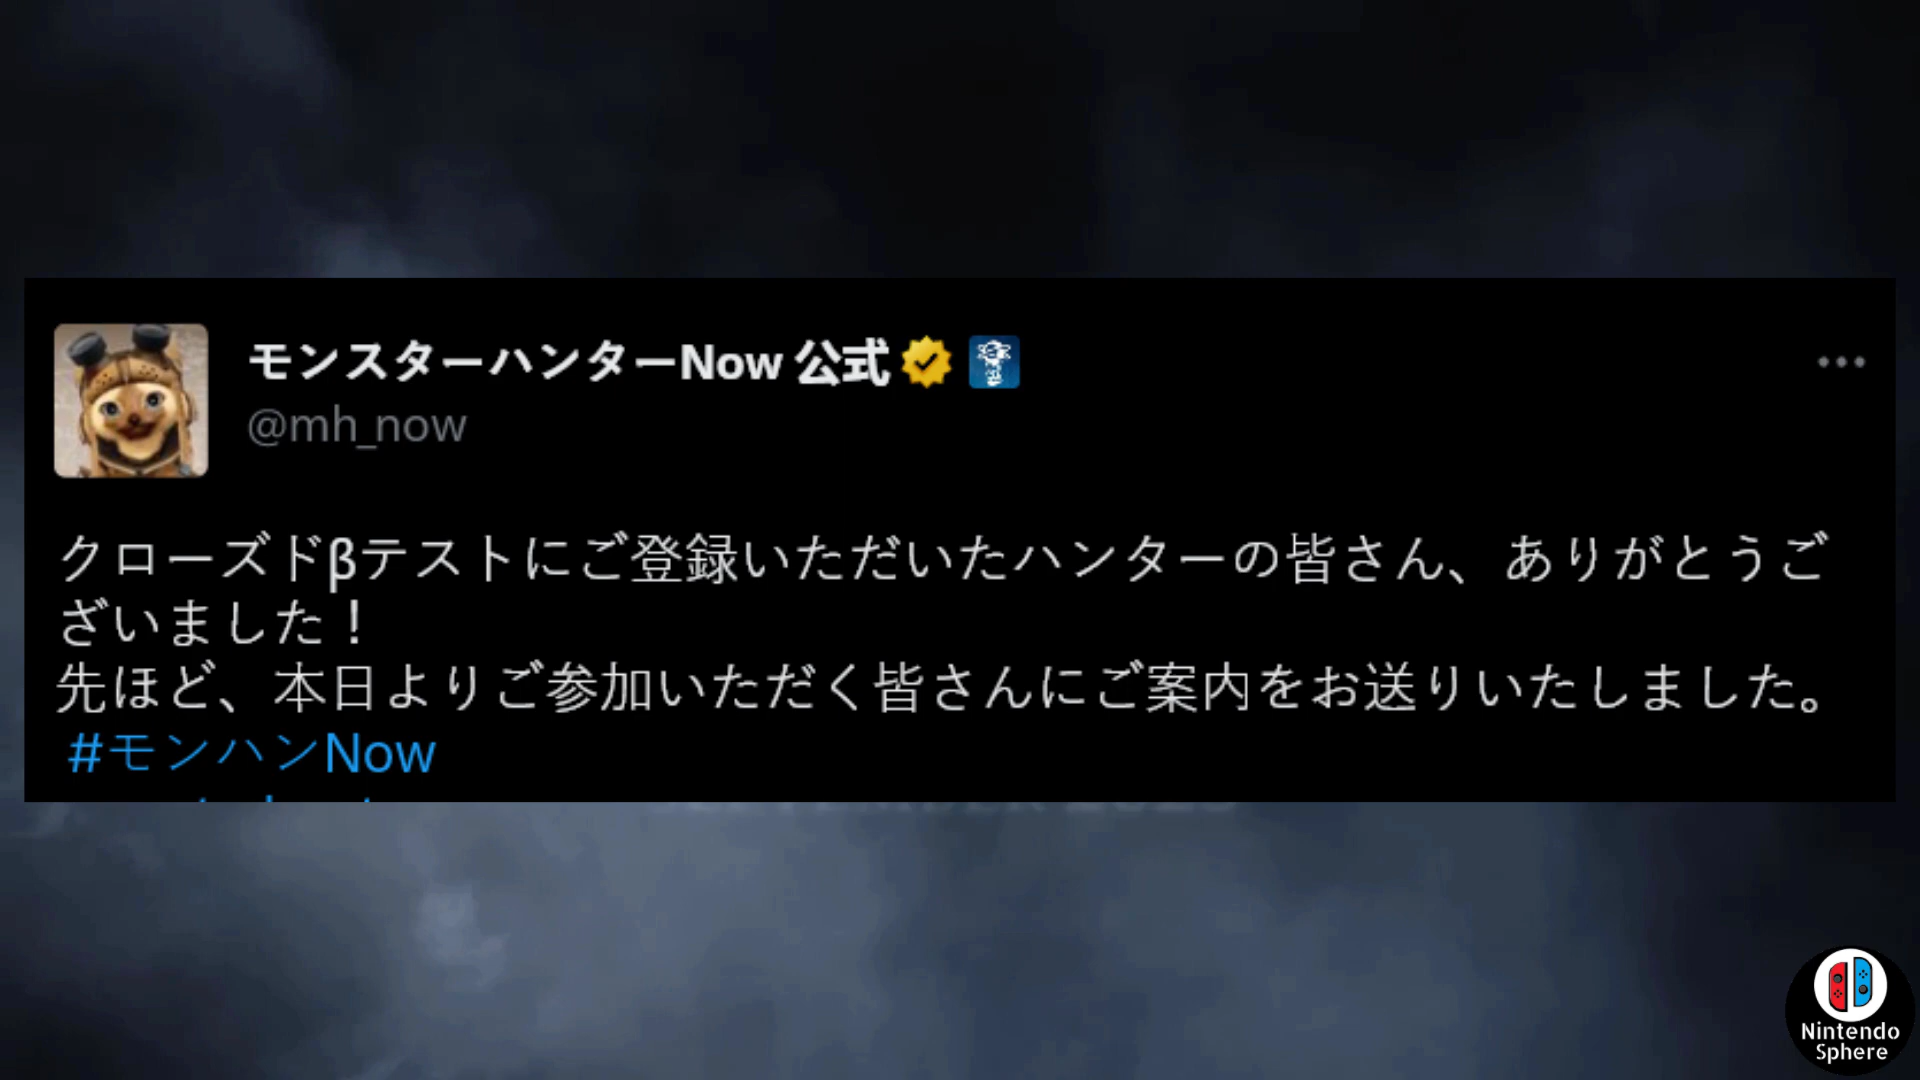 モンスターハンターNow 公式
@mh_now
クローズドβテストにご登録いただいたハンターの皆さん、ありがとうご
ざいました！
先ほど、本日よりご参加いただく皆さんにご案内をお送りいたしました。
#モンハンNow
Nintendo
Sphere